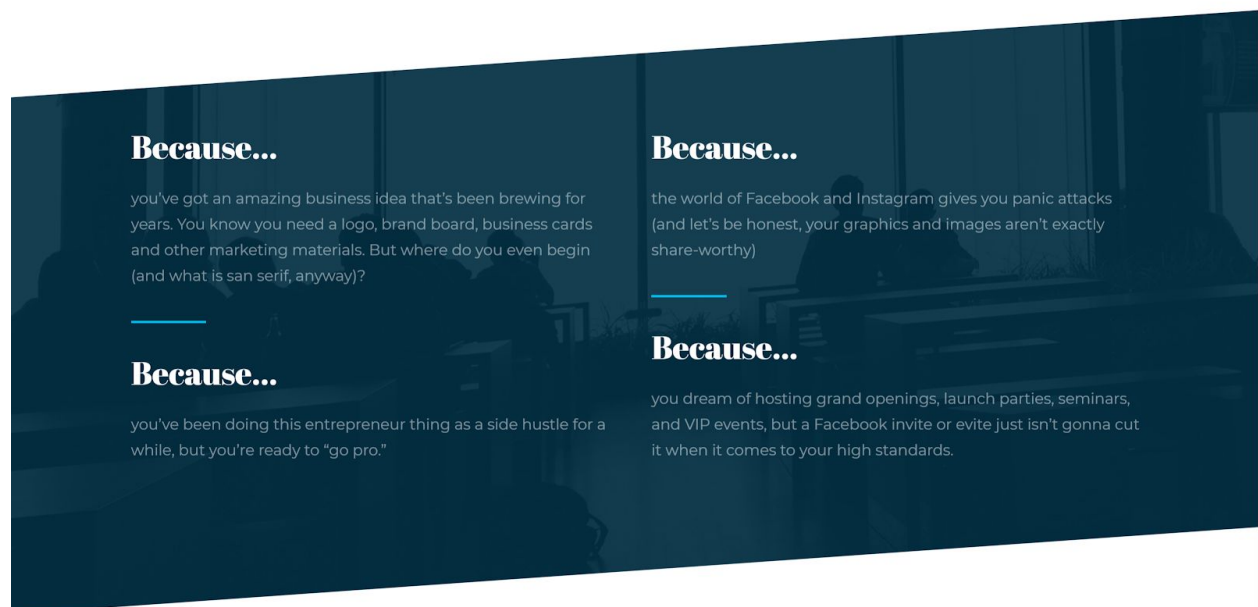 Because...
you've got an amazing business idea that's been brewing for
years. You know you need a logo, brand board, business cards
and other marketing materials. But where do you even begin
(and what is san serif, anyway)?
Because...
you've been doing this entrepreneur thing as a side hustle for a
while, but you're ready to “go pro.”
Because...
the world of Facebook and Instagram gives you panic attacks
(and let's be honest, your graphics and images aren't exactly
share-worthy)
Because...
you dream of hosting grand openings, launch parties, seminars,
and VIP events, but a Facebook invite or evite just isn't gonna cut
it when it comes to your high standards.